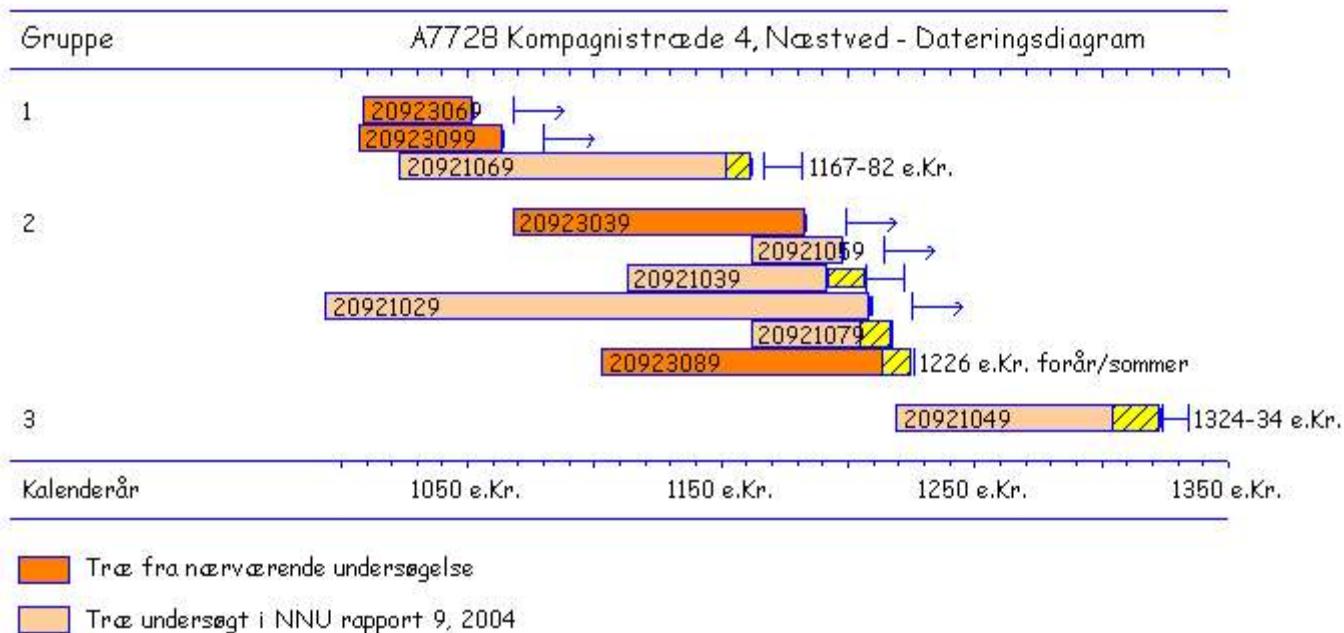 Gruppe A7728 Kompagnistræde 4, Næstved - Dateringsdiagram
1
20923069
20923099
20921069 1167-82 e.Kr.
2 20923039
20921059
20921039
20921029
20921079
20923089 1226 e.Kr. forår/sommer
3 20921049 1324-34 e.Kr.
Kalenderår 1050 e.Kr. 1150 e.Kr. 1250 e.Kr. 1350 e.Kr.
Træ fra nærværende undersøgelse
Træ undersøgt i NNU rapport 9, 2004